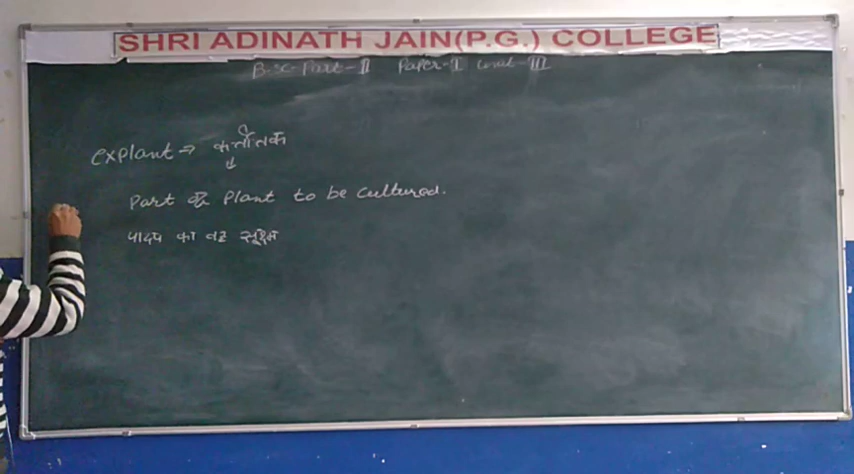 SHRI ADINATH JAIN(P.G.) COLLEGE
B.SC. Part-II Paper-I Unit-III
Explant ⇒ कर्तोतक
↓
Part of Plant to be Cultured.
पादप का वह सूक्ष्म